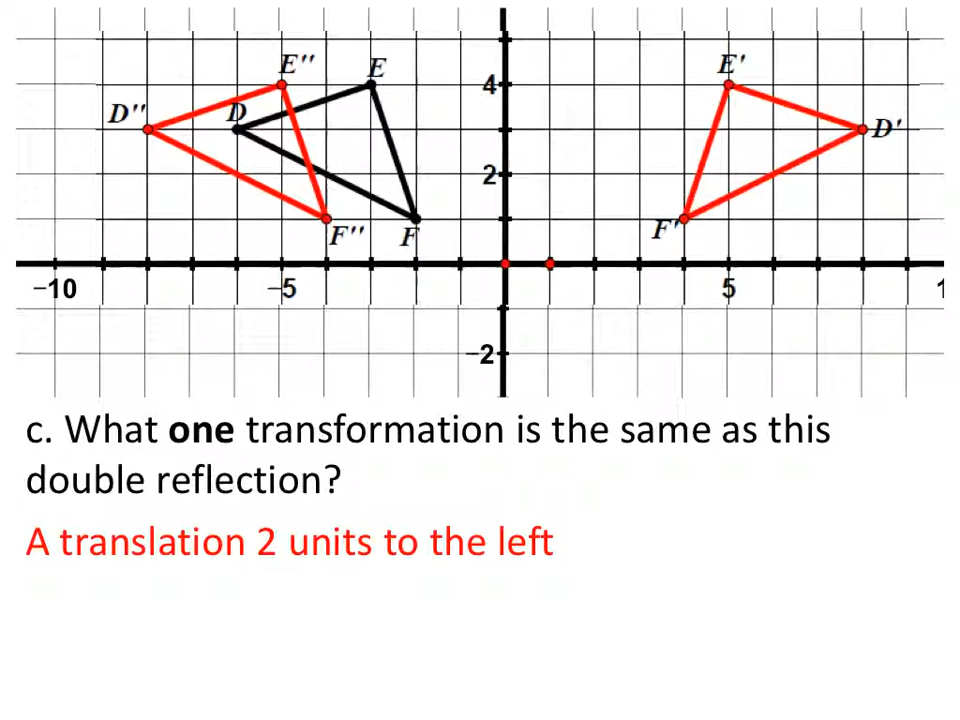 E'' E E'
D'' D 4 D'
2
F'' F F'
−10 −5 5 1
−2
c. What one transformation is the same as this
double reflection?
A translation 2 units to the left